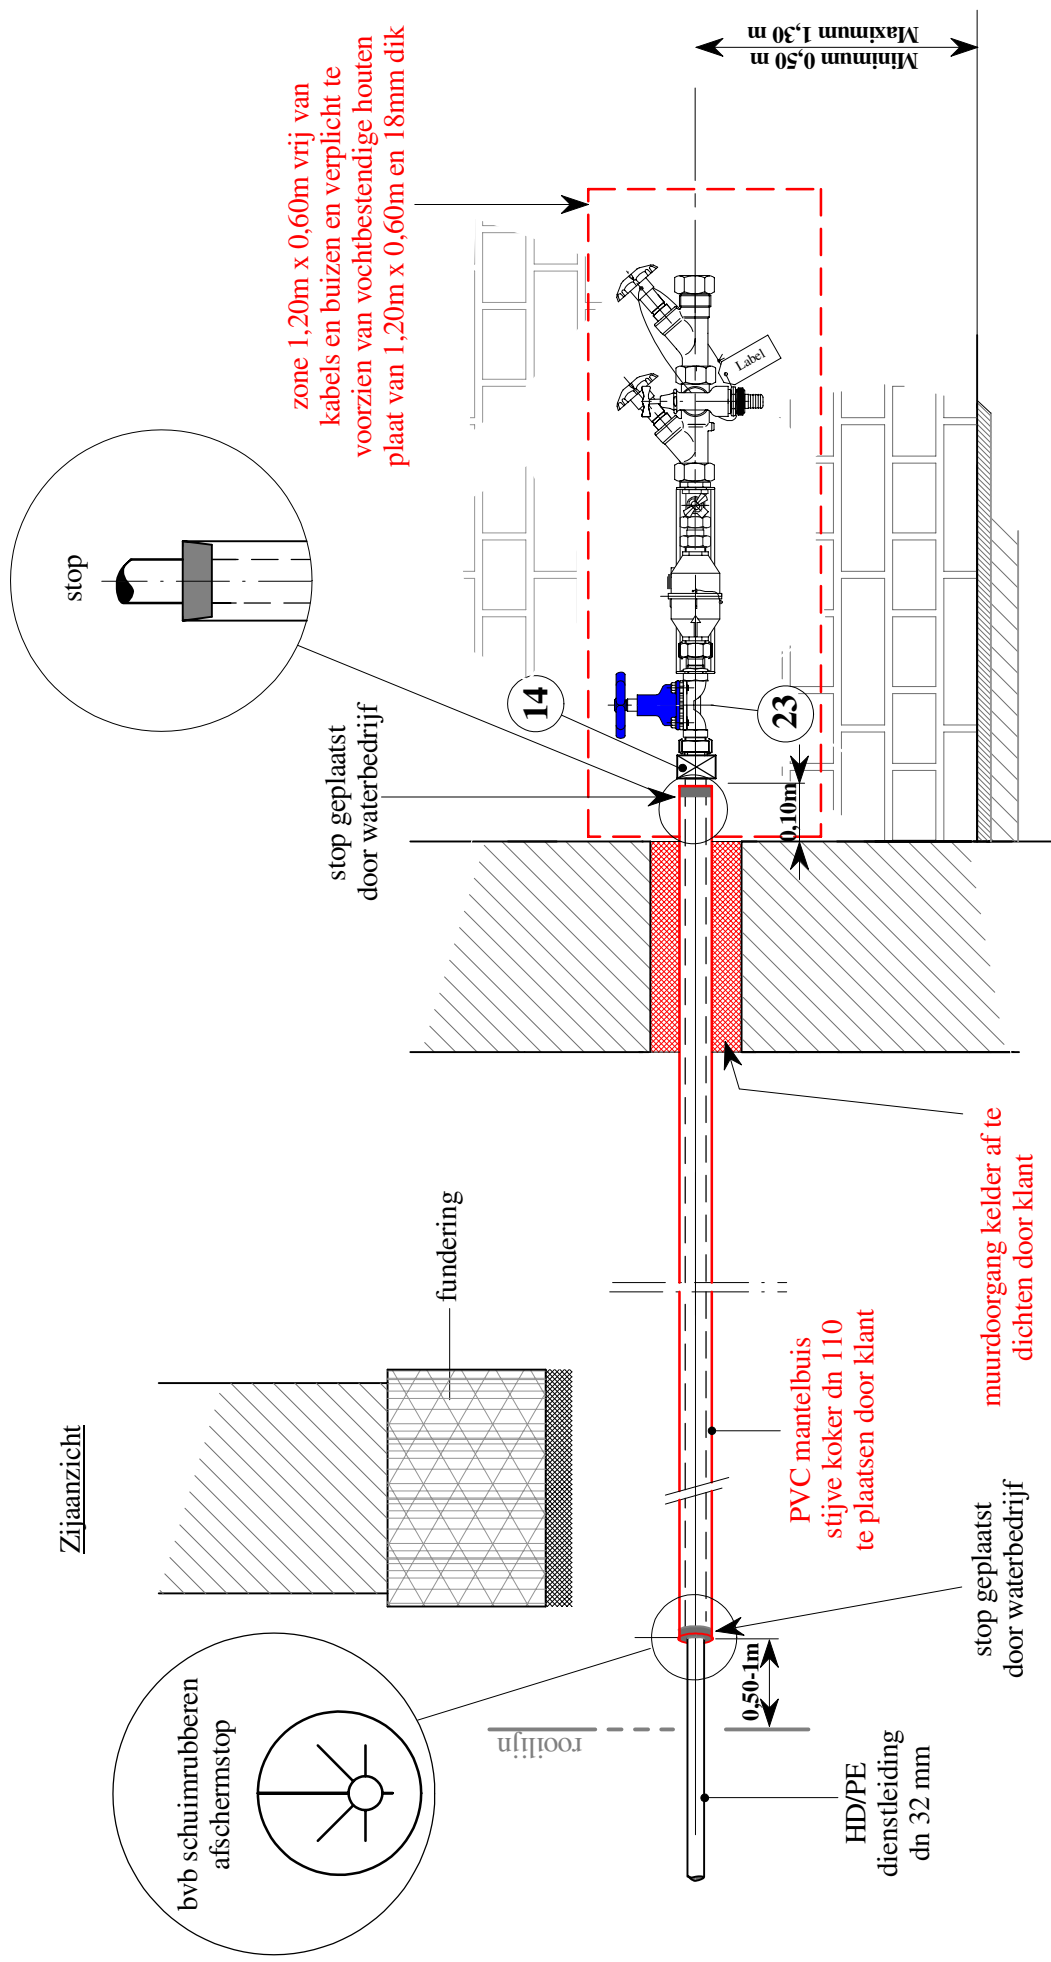 Zijaanzicht
bvb schuimrubberen
afschermstop
stop
zone 1,20m x 0,60m vrij van
kabels en buizen en verplicht te
voorzien van vochtbestendige houten
plaat van 1,20m x 0,60m en 18mm dik
stop geplaatst
door waterbedrijf
fundering
14
23
Label
rooilijn
0,50-1m
0,10m
Minimum 0,50 m
Maximum 1,30 m
HD/PE
dienstleiding
dn 32 mm
PVC mantelbuis
stijve koker dn 110
te plaatsen door klant
stop geplaatst
door waterbedrijf
muurdoorgang kelder af te
dichten door klant